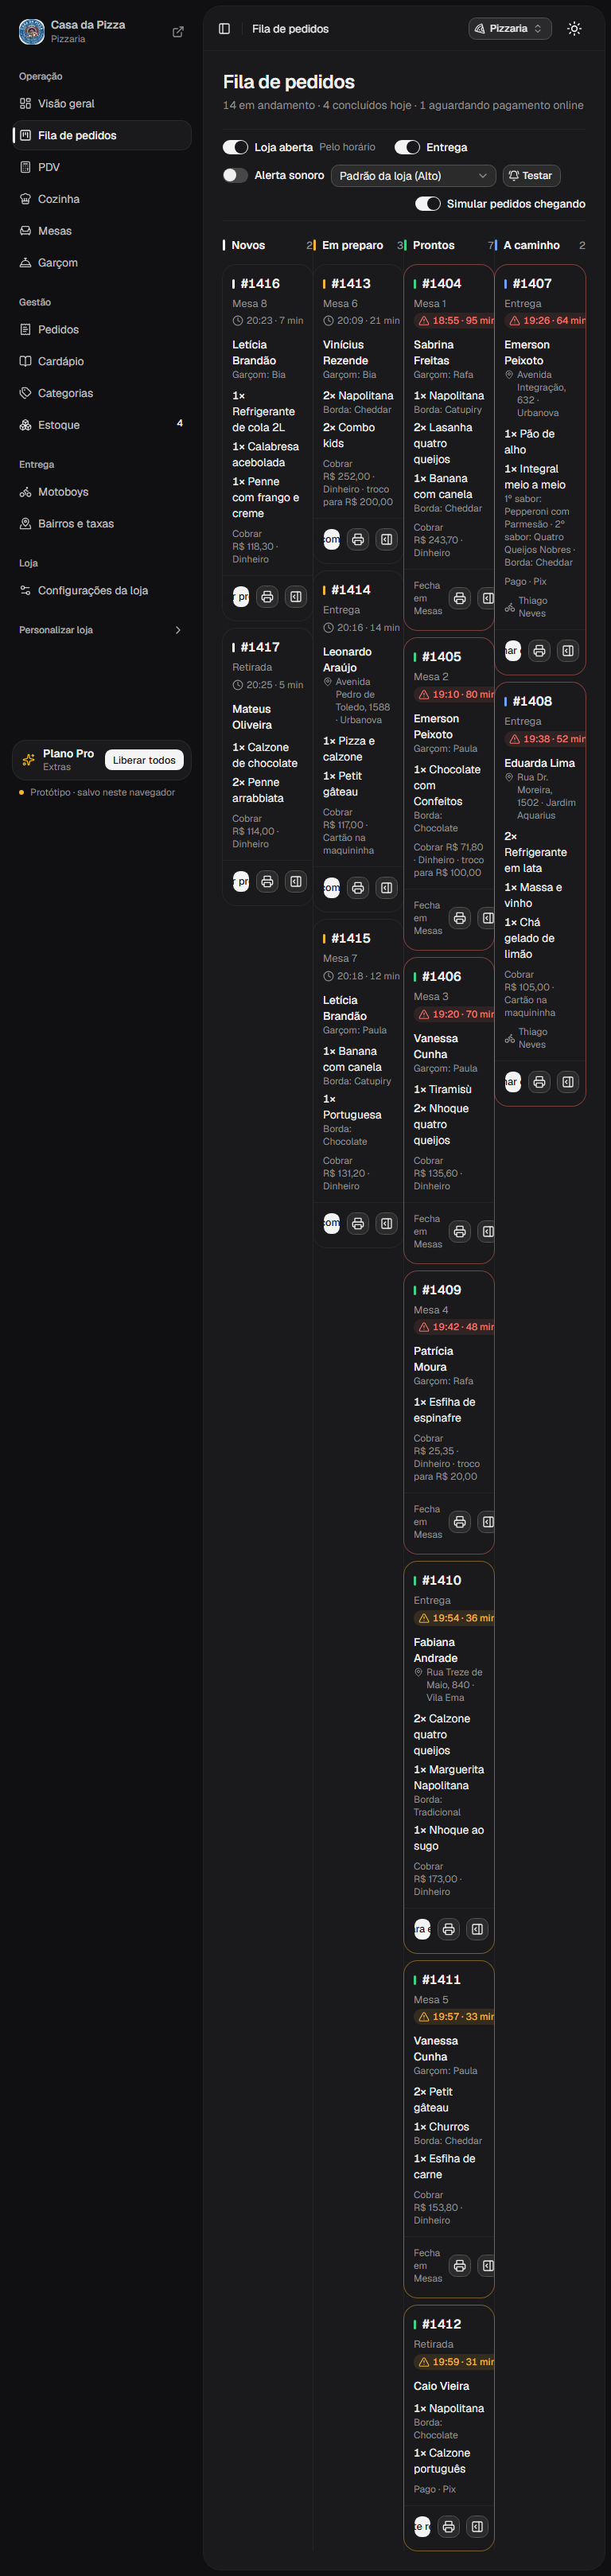 Casa da Pizza
Pizzaria
Operação
Visão geral
Fila de pedidos
PDV
Cozinha
Mesas
Garçom
Gestão
Pedidos
Cardápio
Categorias
Estoque 4
Entrega
Motoboys
Bairros e taxas
Loja
Configurações da loja
Personalizar loja
Plano Pro
Extras
Liberar todos
Protótipo · salvo neste navegador
Fila de pedidos
Pizzaria
Fila de pedidos
14 em andamento · 4 concluídos hoje · 1 aguardando pagamento online
Loja aberta Pelo horário Entrega
Alerta sonoro Padrão da loja (Alto) Testar
Simular pedidos chegando
Novos 2
#1416
Mesa 8
20:23 · 7 min
Letícia
Brandão
Garçom: Bia
1×
Refrigerante
de cola 2L
1× Calabresa
acebolada
1× Penne
com frango e
creme
Cobrar
R$ 118,30 ·
Dinheiro
#1417
Retirada
20:25 · 5 min
Mateus
Oliveira
1× Calzone
de chocolate
2× Penne
arrabbiata
Cobrar
R$ 114,00 ·
Dinheiro
Em preparo 3
#1413
Mesa 6
20:09 · 21 min
Vinícius
Rezende
Garçom: Bia
2× Napolitana
Borda: Cheddar
2× Combo
kids
Cobrar
R$ 252,00 ·
Dinheiro · troco
para R$ 200,00
#1414
Entrega
20:16 · 14 min
Leonardo
Araújo
Avenida
Pedro de
Toledo, 1588
· Urbanova
1× Pizza e
calzone
1× Petit
gâteau
Cobrar
R$ 117,00 ·
Cartão na
maquininha
#1415
Mesa 7
20:18 · 12 min
Letícia
Brandão
Garçom: Paula
1× Banana
com canela
Borda: Catupiry
1×
Portuguesa
Borda:
Chocolate
Cobrar
R$ 131,20 ·
Dinheiro
Prontos 7
#1404
Mesa 1
18:55 · 95 min
Sabrina
Freitas
Garçom: Rafa
1× Napolitana
Borda: Catupiry
2× Lasanha
quatro
queijos
1× Banana
com canela
Borda: Cheddar
Cobrar
R$ 243,70 ·
Dinheiro
Fecha
em
Mesas
#1405
Mesa 2
19:10 · 80 min
Emerson
Peixoto
Garçom: Paula
1× Chocolate
com
Confeitos
Borda:
Chocolate
Cobrar R$ 71,80
· Dinheiro · troco
para R$ 100,00
Fecha
em
Mesas
#1406
Mesa 3
19:20 · 70 min
Vanessa
Cunha
Garçom: Paula
1× Tiramisù
2× Nhoque
quatro
queijos
Cobrar
R$ 135,60 ·
Dinheiro
Fecha
em
Mesas
#1409
Mesa 4
19:42 · 48 min
Patrícia
Moura
Garçom: Rafa
1× Esfiha de
espinafre
Cobrar
R$ 25,35 ·
Dinheiro · troco
para R$ 20,00
Fecha
em
Mesas
#1410
Entrega
19:54 · 36 min
Fabiana
Andrade
Rua Treze de
Maio, 840 ·
Vila Ema
2× Calzone
quatro
queijos
1× Marguerita
Napolitana
Borda:
Tradicional
1× Nhoque ao
sugo
Cobrar
R$ 173,00 ·
Dinheiro
#1411
Mesa 5
19:57 · 33 min
Vanessa
Cunha
Garçom: Paula
2× Petit
gâteau
1× Churros
Borda: Cheddar
1× Esfiha de
carne
Cobrar
R$ 153,80 ·
Dinheiro
Fecha
em
Mesas
#1412
Retirada
19:59 · 31 min
Caio Vieira
1× Napolitana
Borda:
Chocolate
1× Calzone
português
Pago · Pix
A caminho 2
#1407
Entrega
19:26 · 64 min
Emerson
Peixoto
Avenida
Integração,
632 ·
Urbanova
1× Pão de
alho
1× Integral
meio a meio
1º sabor:
Pepperoni com
Parmesão · 2º
sabor: Quatro
Queijos Nobres ·
Borda: Cheddar
Pago · Pix
Thiago
Neves
#1408
Entrega
19:38 · 52 min
Eduarda Lima
Rua Dr.
Moreira,
1502 · Jardim
Aquarius
2×
Refrigerante
em lata
1× Massa e
vinho
1× Chá
gelado de
limão
Cobrar
R$ 105,00 ·
Cartão na
maquininha
Thiago
Neves